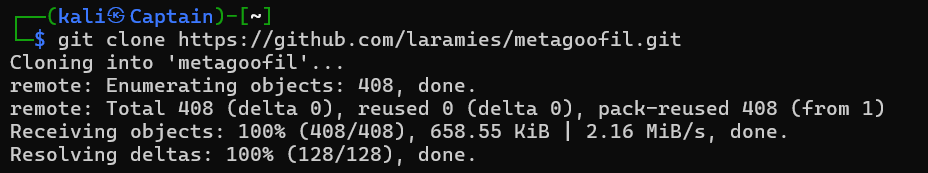 ┌──(kali㉿Captain)-[~]
└─$ git clone https://github.com/laramies/metagoofil.git
Cloning into 'metagoofil'...
remote: Enumerating objects: 408, done.
remote: Total 408 (delta 0), reused 0 (delta 0), pack-reused 408 (from 1)
Receiving objects: 100% (408/408), 658.55 KiB | 2.16 MiB/s, done.
Resolving deltas: 100% (128/128), done.